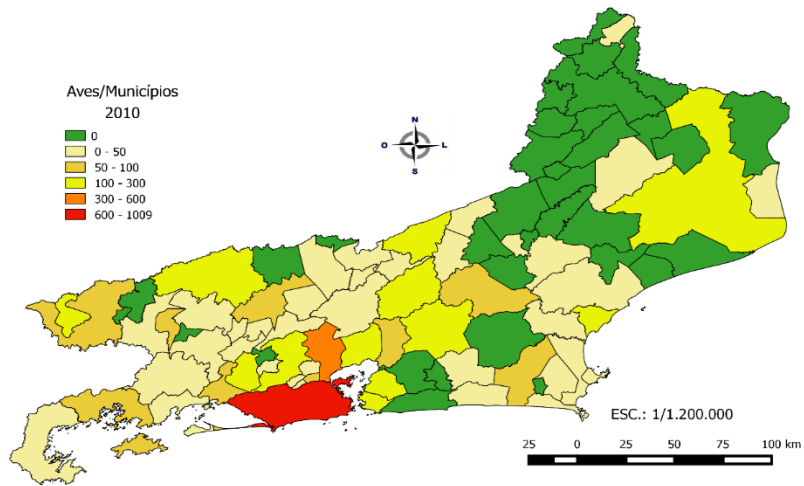 Aves/Municípios
2010
0
0 - 50
50 - 100
100 - 300
300 - 600
600 - 1009
N
O L
S
ESC.: 1/1.200.000
25 0 25 50 75 100 km